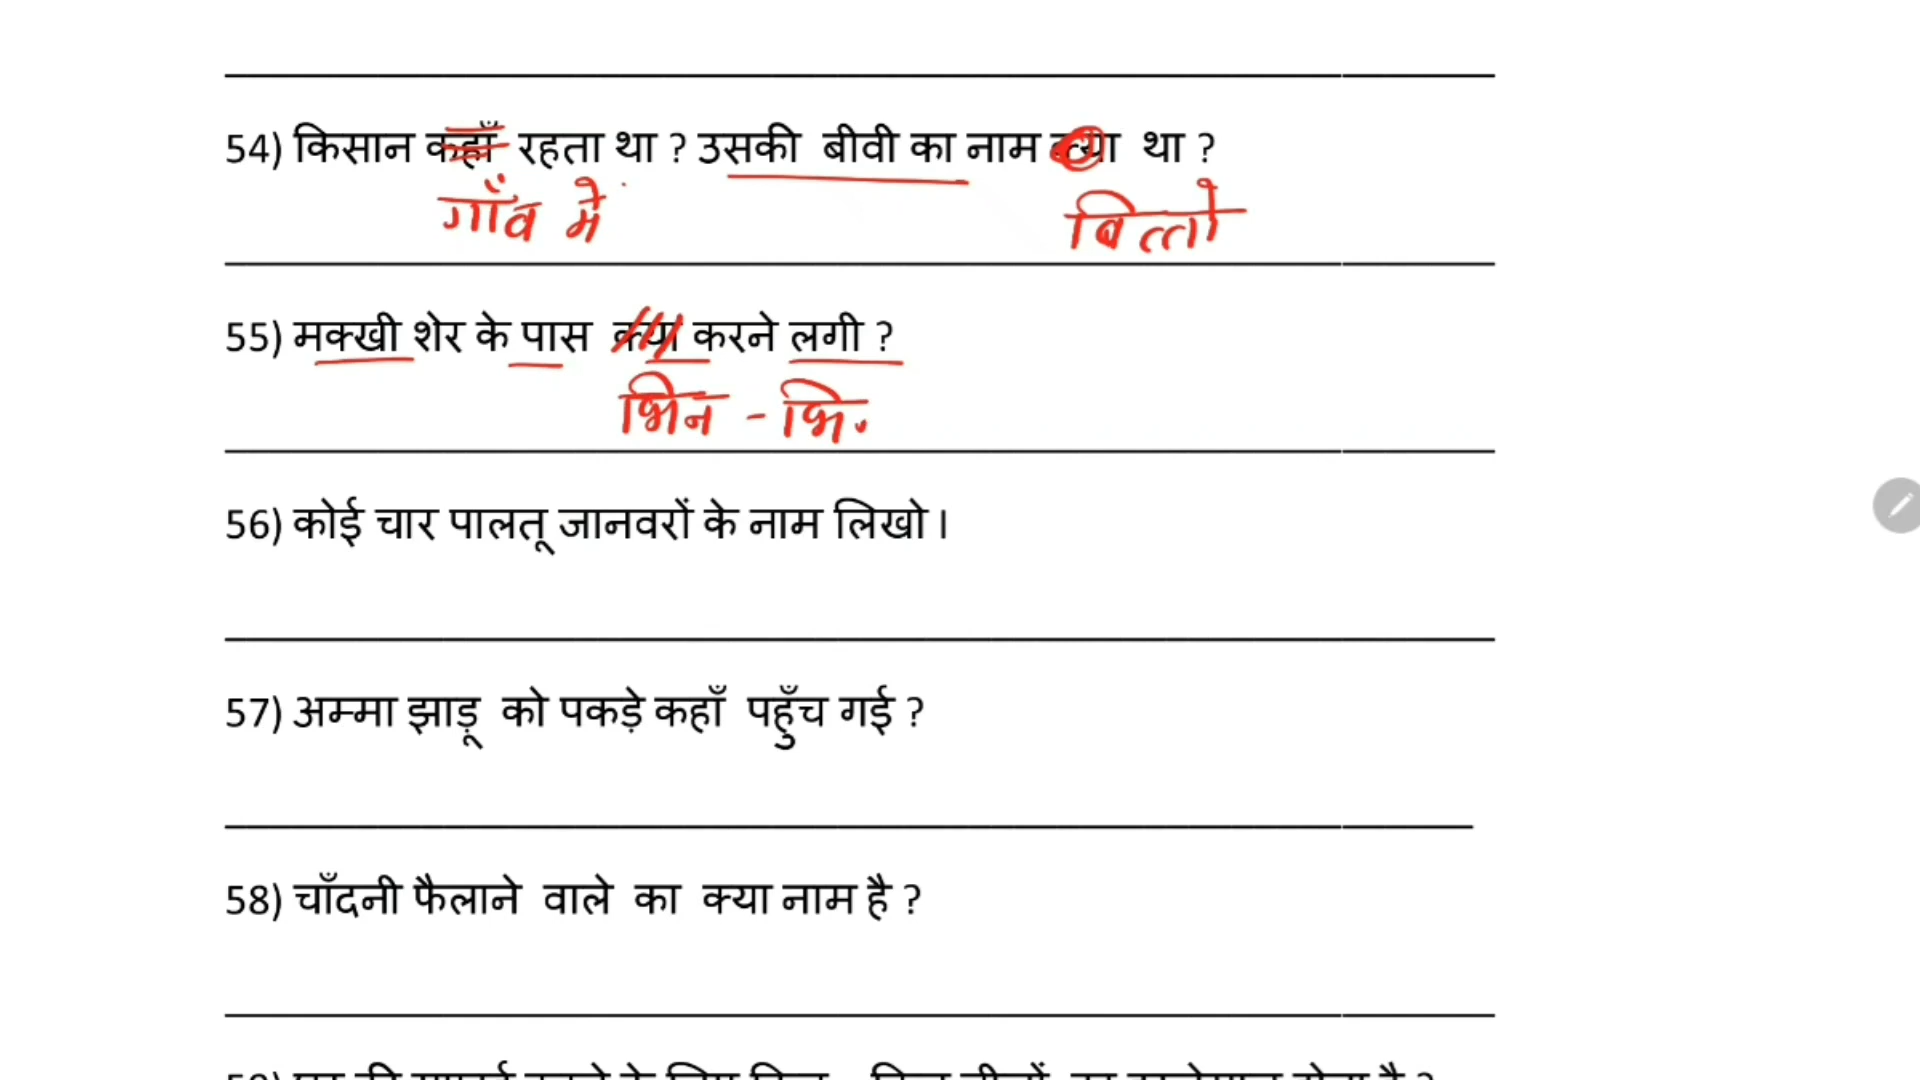 54) किसान कहाँ रहता था ? उसकी बीवी का नाम क्या था ?
गाँव में बित्तो
55) मक्खी शेर के पास क्या करने लगी ?
भिन - भि
56) कोई चार पालतू जानवरों के नाम लिखो ।
57) अम्मा झाड़ू को पकड़े कहाँ पहुँच गई ?
58) चाँदनी फैलाने वाले का क्या नाम है ?